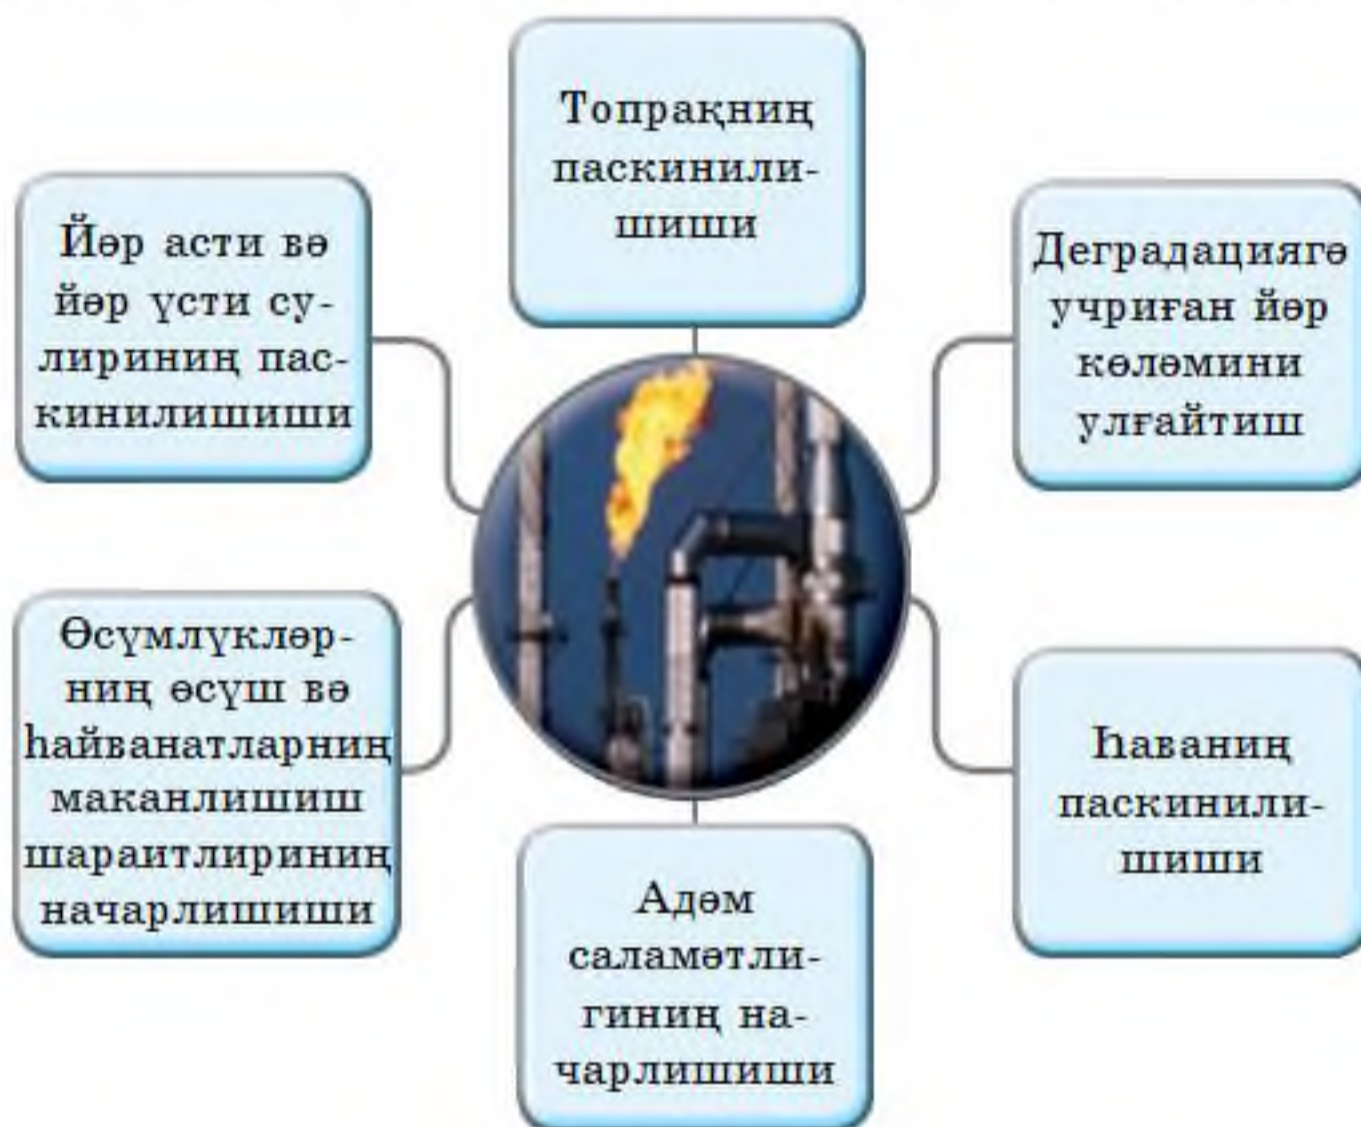 Топрақниң
паскинили-
шиши
Йәр асти вә
йәр үсти су-
лириниң пас-
кинилишиши
Деградациягә
учриған йәр
көләмини
улғайтиш
Өсүмлүкләр-
ниң өсүш вә
һайванатларниң
маканлишиш
шараитлириниң
начарлишиши
Һаваниң
паскинили-
шиши
Адәм
саламәтли-
гиниң на-
чарлишиши